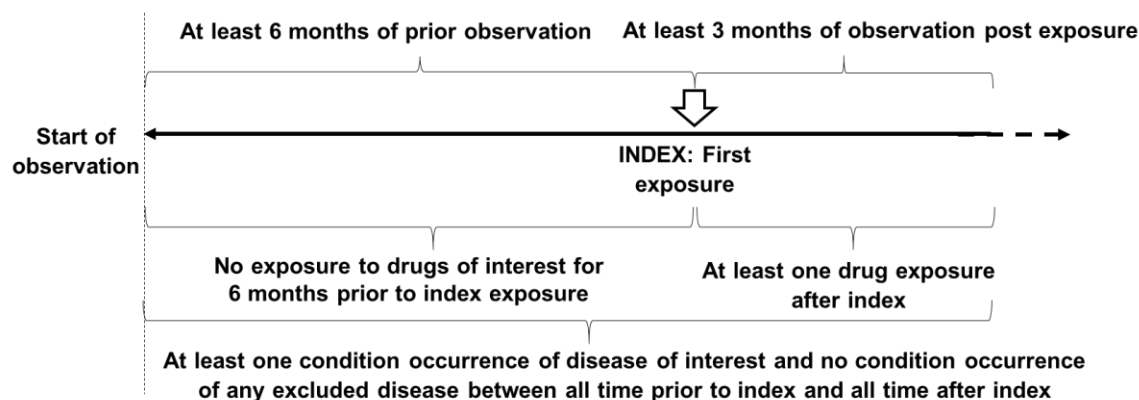 At least 6 months of prior observation
At least 3 months of observation post exposure
Start of
observation
INDEX: First
exposure
No exposure to drugs of interest for
6 months prior to index exposure
At least one drug exposure
after index
At least one condition occurrence of disease of interest and no condition occurrence
of any excluded disease between all time prior to index and all time after index